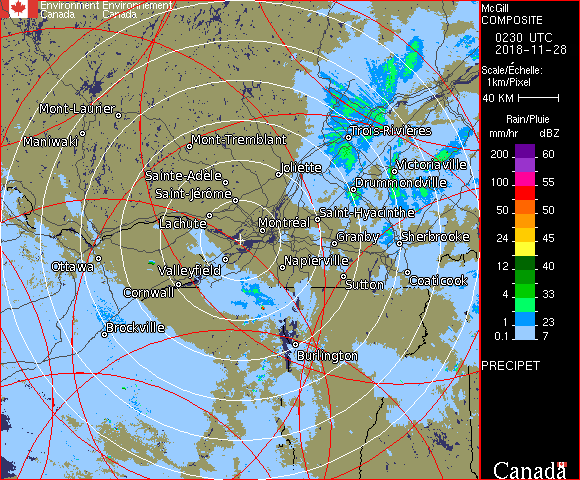 Environment Environnement
Canada Canada
McGill
COMPOSITE
0230 UTC
2018-11-28
Scale/Échelle:
1km/Pixel
40 KM
Rain/Pluie
mm/hr dBZ
200 60
100 55
50 50
24 45
12 40
4 33
1 23
0.1 7
PRECIPET
Canada
Mont-Laurier
Maniwaki
Mont-Tremblant
Trois-Rivières
Joliette
Victoriaville
Sainte-Adèle
Drummondville
Saint-Jérôme
Saint-Hyacinthe
Lachute
Montréal
Granby
Sherbrooke
Ottawa
Valleyfield
Napierville
Coaticook
Sutton
Cornwall
Brockville
Burlington